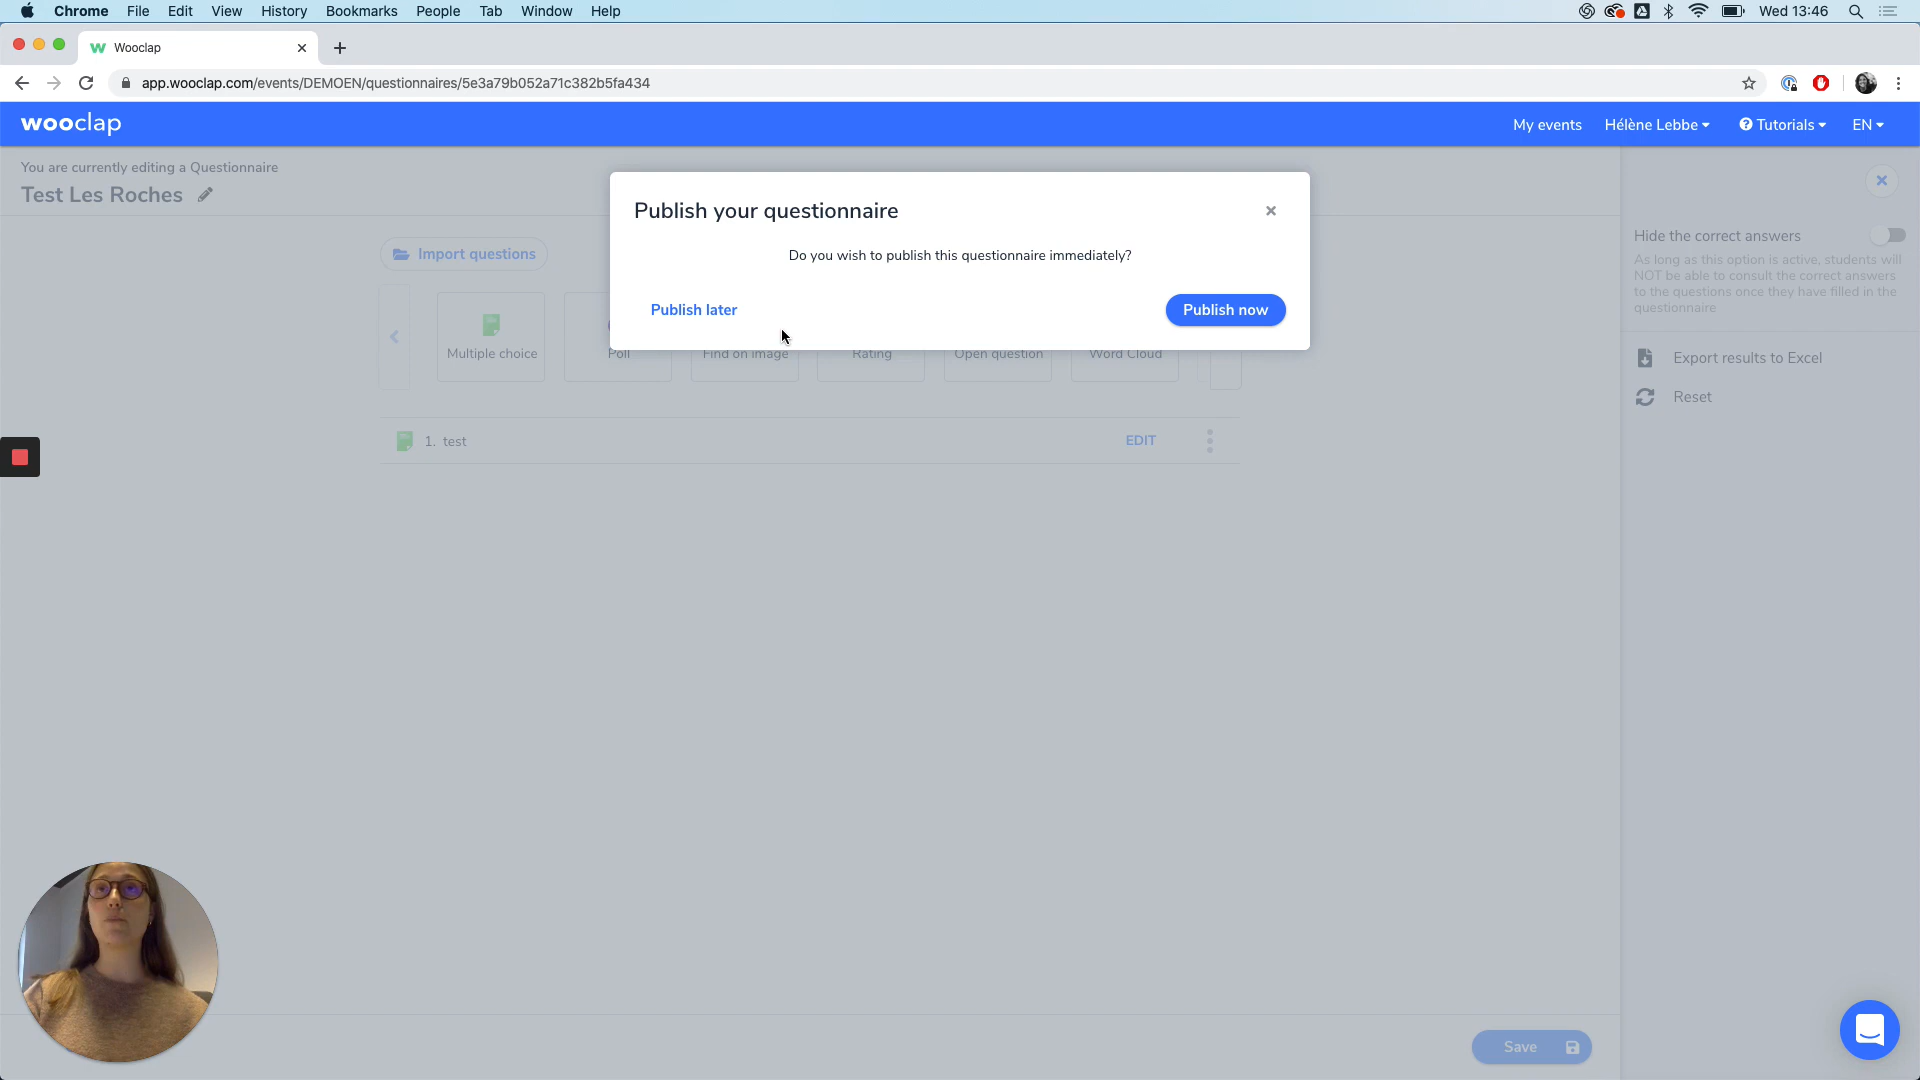 Chrome File Edit View History Bookmarks People Tab Window Help
Wed 13:46
Wooclap
app.wooclap.com/events/DEMOEN/questionnaires/5e3a79b052a71c382b5fa434
wooclap
My events Hélène Lebbe Tutorials EN
You are currently editing a Questionnaire
Test Les Roches
Publish your questionnaire
Do you wish to publish this questionnaire immediately?
Publish later
Publish now
Import questions
Multiple choice
Poll
Find on image
Rating
Open question
Word Cloud
1. test
EDIT
Hide the correct answers
As long as this option is active, students will
NOT be able to consult the correct answers
to the questions once they have filled in the
questionnaire
Export results to Excel
Reset
Save